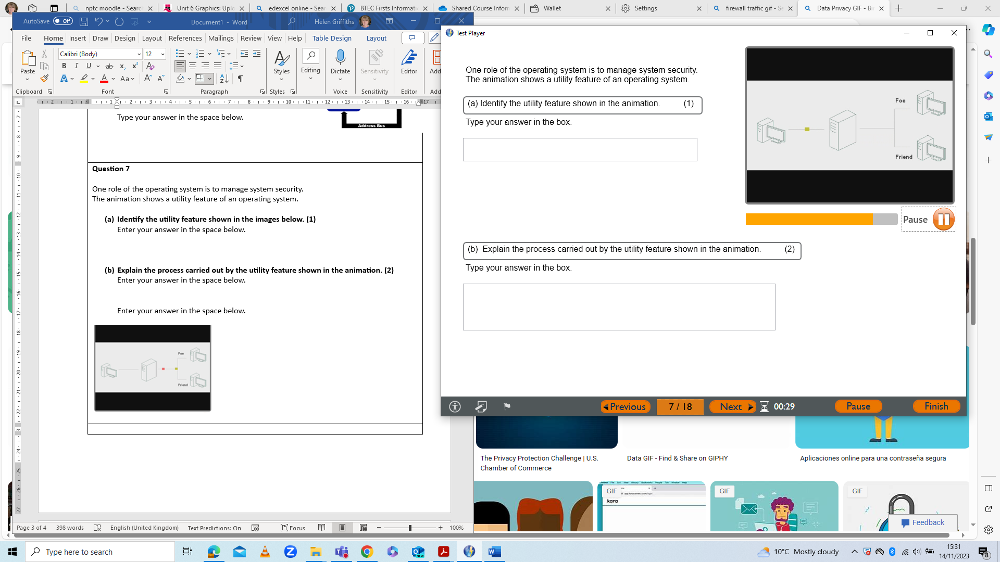 nptc moodle - Searc
Unit 6 Graphics: Uplo
edexcel online - Sear
BTEC Firsts Informati
Shared Course Inforr
Wallet
Settings
firewall traffic gif - Se
Data Privacy GIF - Bi
AutoSave Off
Document1 - Word
Helen Griffiths
File Home Insert Draw Design Layout References Mailings Review View Help Table Design Layout
Calibri (Body) 12
Paste
Styles
Editing
Dictate
Sensitivity
Editor
Add
Clipboard Font Paragraph Styles Voice Sensitivity Editor Add
Type your answer in the space below.
Address Bus
Question 7
One role of the operating system is to manage system security.
The animation shows a utility feature of an operating system.
(a) Identify the utility feature shown in the images below. (1)
Enter your answer in the space below.
(b) Explain the process carried out by the utility feature shown in the animation. (2)
Enter your answer in the space below.
Enter your answer in the space below.
Foe
Friend
Page 3 of 4 398 words English (United Kingdom) Text Predictions: On Focus 100%
Test Player
One role of the operating system is to manage system security.
The animation shows a utility feature of an operating system.
(a) Identify the utility feature shown in the animation. (1)
Type your answer in the box.
Foe
Friend
Pause
(b) Explain the process carried out by the utility feature shown in the animation. (2)
Type your answer in the box.
Previous 7 / 18 Next 00:29 Pause Finish
The Privacy Protection Challenge | U.S.
Chamber of Commerce
Data GIF - Find & Share on GIPHY
Aplicaciones online para una contraseña segura
GIF
kara
GIF
GIF
Feedback
Type here to search
10°C Mostly cloudy
15:31
14/11/2023
8